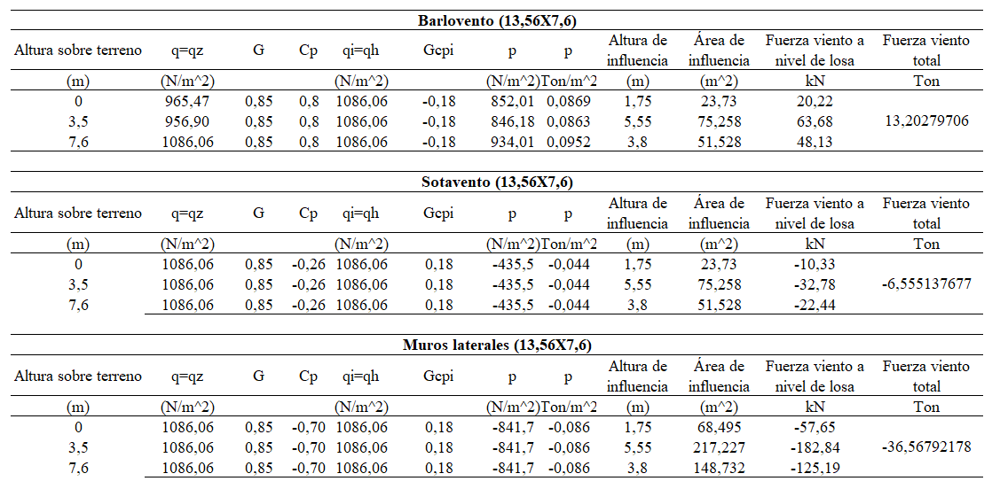 Barlovento (13,56X7,6)
Altura sobre terreno q=qz G Cp qi=qh Gcpi p p Altura de influencia Área de influencia Fuerza viento a nivel de losa Fuerza viento total
(m) (N/m^2) (N/m^2) (N/m^2) Ton/m^2 (m) (m^2) kN Ton
0 965,47 0,85 0,8 1086,06 -0,18 852,01 0,0869 1,75 23,73 20,22
3,5 956,90 0,85 0,8 1086,06 -0,18 846,18 0,0863 5,55 75,258 63,68 13,20279706
7,6 1086,06 0,85 0,8 1086,06 -0,18 934,01 0,0952 3,8 51,528 48,13
Sotavento (13,56X7,6)
Altura sobre terreno q=qz G Cp qi=qh Gcpi p p Altura de influencia Área de influencia Fuerza viento a nivel de losa Fuerza viento total
(m) (N/m^2) (N/m^2) (N/m^2) Ton/m^2 (m) (m^2) kN Ton
0 1086,06 0,85 -0,26 1086,06 0,18 -435,5 -0,044 1,75 23,73 -10,33
3,5 1086,06 0,85 -0,26 1086,06 0,18 -435,5 -0,044 5,55 75,258 -32,78 -6,555137677
7,6 1086,06 0,85 -0,26 1086,06 0,18 -435,5 -0,044 3,8 51,528 -22,44
Muros laterales (13,56X7,6)
Altura sobre terreno q=qz G Cp qi=qh Gcpi p p Altura de influencia Área de influencia Fuerza viento a nivel de losa Fuerza viento total
(m) (N/m^2) (N/m^2) (N/m^2) Ton/m^2 (m) (m^2) kN Ton
0 1086,06 0,85 -0,70 1086,06 0,18 -841,7 -0,086 1,75 68,495 -57,65
3,5 1086,06 0,85 -0,70 1086,06 0,18 -841,7 -0,086 5,55 217,227 -182,84 -36,56792178
7,6 1086,06 0,85 -0,70 1086,06 0,18 -841,7 -0,086 3,8 148,732 -125,19